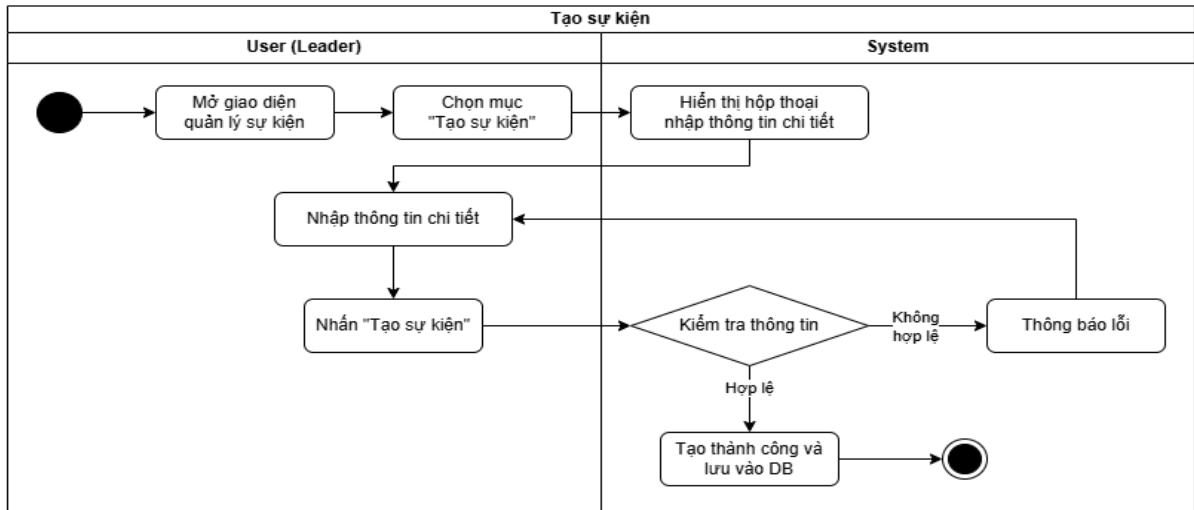 Tạo sự kiện
User (Leader)
System
Mở giao diện
quản lý sự kiện
Chọn mục
"Tạo sự kiện"
Hiển thị hộp thoại
nhập thông tin chi tiết
Nhập thông tin chi tiết
Nhấn "Tạo sự kiện"
Kiểm tra thông tin
Không
hợp lệ
Thông báo lỗi
Hợp lệ
Tạo thành công và
lưu vào DB